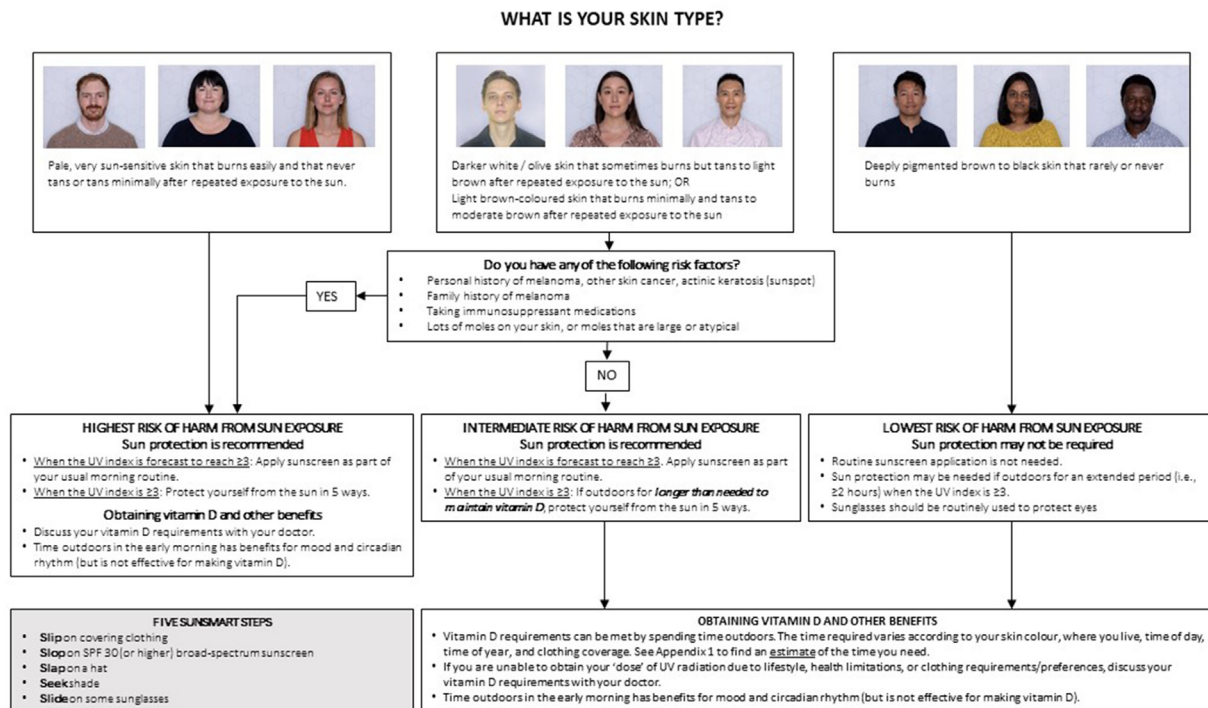 WHAT IS YOUR SKIN TYPE?
Pale, very sun-sensitive skin that burns easily and that never
tans or tans minimally after repeated exposure to the sun.
Darker white / olive skin that sometimes burns but tans to light
brown after repeated exposure to the sun; OR
Light brown-coloured skin that burns minimally and tans to
moderate brown after repeated exposure to the sun
Deeply pigmented brown to black skin that rarely or never
burns
Do you have any of the following risk factors?
• Personal history of melanoma, other skin cancer, actinic keratosis (sunspot)
• Family history of melanoma
• Taking immunosuppressant medications
• Lots of moles on your skin, or moles that are large or atypical
YES
NO
HIGHEST RISK OF HARM FROM SUN EXPOSURE
Sun protection is recommended
• When the UV index is forecast to reach ≥3: Apply sunscreen as part of
your usual morning routine.
• When the UV index is ≥3: Protect yourself from the sun in 5 ways.
Obtaining vitamin D and other benefits
• Discuss your vitamin D requirements with your doctor.
• Time outdoors in the early morning has benefits for mood and circadian
rhythm (but is not effective for making vitamin D).
INTERMEDIATE RISK OF HARM FROM SUN EXPOSURE
Sun protection is recommended
• When the UV index is forecast to reach ≥3. Apply sunscreen as part
of your usual morning routine.
• When the UV index is ≥3: If outdoors for longer than needed to
maintain vitamin D, protect yourself from the sun in 5 ways.
LOWEST RISK OF HARM FROM SUN EXPOSURE
Sun protection may not be required
• Routine sunscreen application is not needed.
• Sun protection may be needed if outdoors for an extended period (i.e.,
≥2 hours) when the UV index is ≥3.
• Sunglasses should be routinely used to protect eyes
FIVE SUNSMART STEPS
• Slip on covering clothing
• Slop on SPF 30 (or higher) broad-spectrum sunscreen
• Slap on a hat
• Seek shade
• Slide on some sunglasses
OBTAINING VITAMIN D AND OTHER BENEFITS
• Vitamin D requirements can be met by spending time outdoors. The time required varies according to your skin colour, where you live, time of day,
time of year, and clothing coverage. See Appendix 1 to find an estimate of the time you need.
• If you are unable to obtain your ‘dose’ of UV radiation due to lifestyle, health limitations, or clothing requirements/preferences, discuss your
vitamin D requirements with your doctor.
• Time outdoors in the early morning has benefits for mood and circadian rhythm (but is not effective for making vitamin D).